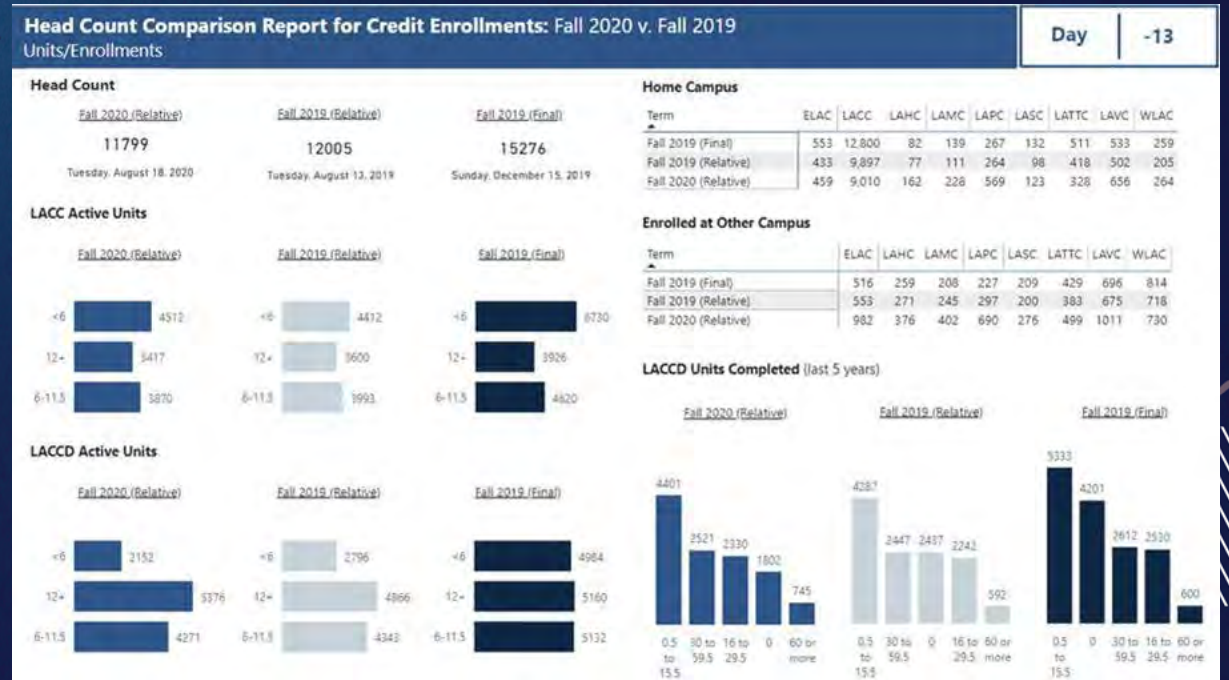 Head Count Comparison Report for Credit Enrollments: Fall 2020 v. Fall 2019
Units/Enrollments
Day -13
Head Count
Fall 2020 (Relative) Fall 2019 (Relative) Fall 2019 (Final)
11799 12005 15276
Tuesday, August 18, 2020 Tuesday, August 13, 2019 Sunday, December 15, 2019
LACC Active Units
Fall 2020 (Relative) Fall 2019 (Relative) Fall 2019 (Final)
<6 4512 <6 4412 <6 6730
12+ 3417 12+ 3600 12+ 3926
6-11.5 3870 6-11.5 3993 6-11.5 4620
LACCD Active Units
Fall 2020 (Relative) Fall 2019 (Relative) Fall 2019 (Final)
<6 2152 <6 2796 <6 4984
12+ 5376 12+ 4866 12+ 5160
6-11.5 4271 6-11.5 4343 6-11.5 5132
Home Campus
Term ELAC LACC LAHC LAMC LAPC LASC LATTC LAVC WLAC
Fall 2019 (Final) 553 12,800 82 139 267 132 511 533 259
Fall 2019 (Relative) 433 9,897 77 111 264 98 418 502 205
Fall 2020 (Relative) 459 9,010 162 228 569 123 328 656 264
Enrolled at Other Campus
Term ELAC LAHC LAMC LAPC LASC LATTC LAVC WLAC
Fall 2019 (Final) 516 259 208 227 209 429 696 814
Fall 2019 (Relative) 553 271 245 297 200 383 675 718
Fall 2020 (Relative) 982 376 402 690 276 499 1011 730
LACCD Units Completed (last 5 years)
Fall 2020 (Relative) Fall 2019 (Relative) Fall 2019 (Final)
4401 2521 2330 1802 745
0.5 to 15.5 30 to 59.5 16 to 29.5 0 60 or more
4287 2447 2437 2242 592
0.5 to 15.5 30 to 59.5 0 16 to 29.5 60 or more
5333 4201 2612 2530 600
0.5 to 15.5 0 30 to 59.5 16 to 29.5 60 or more